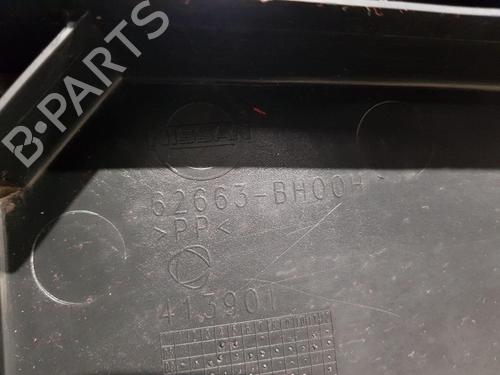 B-PARTS
NISSAN
62663-BH00H
>PP<
413901